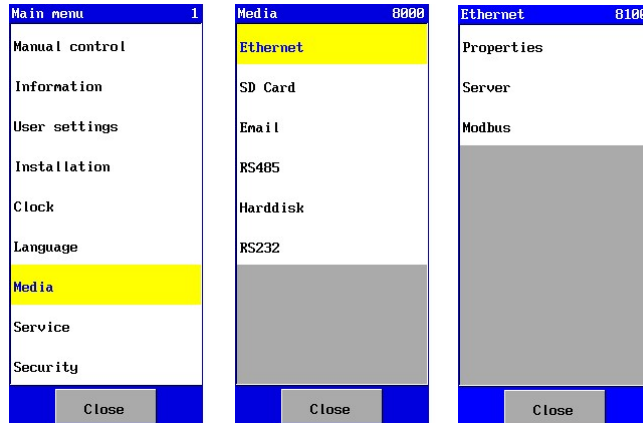 Main menu 1
Manual control
Information
User settings
Installation
Clock
Language
Media
Service
Security
Close
Media 8000
Ethernet
SD Card
Email
RS485
Harddisk
RS232
Close
Ethernet 8100
Properties
Server
Modbus
Close